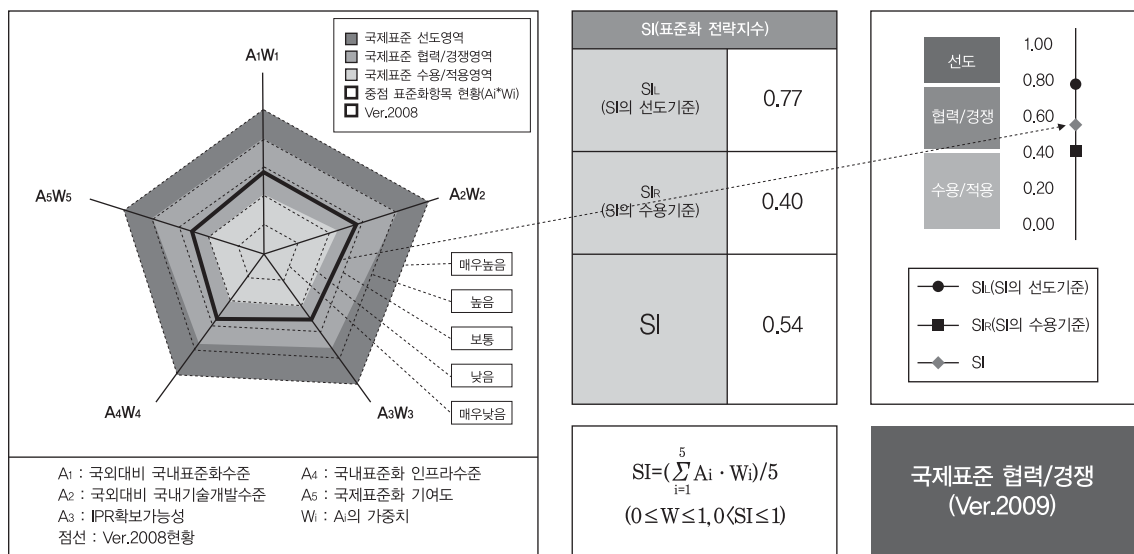 국제표준 선도영역
국제표준 협력/경쟁영역
국제표준 수용/적용영역
중점 표준화항목 현황(Ai*Wi)
Ver.2008
A1W1
A2W2
A3W3
A4W4
A5W5
매우높음
높음
보통
낮음
매우낮음
A1 : 국외대비 국내표준화수준
A2 : 국외대비 국내기술개발수준
A3 : IPR확보가능성
점선 : Ver.2008현황
A4 : 국내표준화 인프라수준
A5 : 국제표준화 기여도
Wi : Ai의 가중치
SI(표준화 전략지수)
SIL
(SI의 선도기준)
0.77
SIR
(SI의 수용기준)
0.40
SI
0.54
SI=(∑ Ai · Wi)/5
5
i=1
(0≤W≤1, 0<SI≤1)
선도
협력/경쟁
수용/적용
1.00
0.80
0.60
0.40
0.20
0.00
SIL(SI의 선도기준)
SIR(SI의 수용기준)
SI
국제표준 협력/경쟁
(Ver.2009)